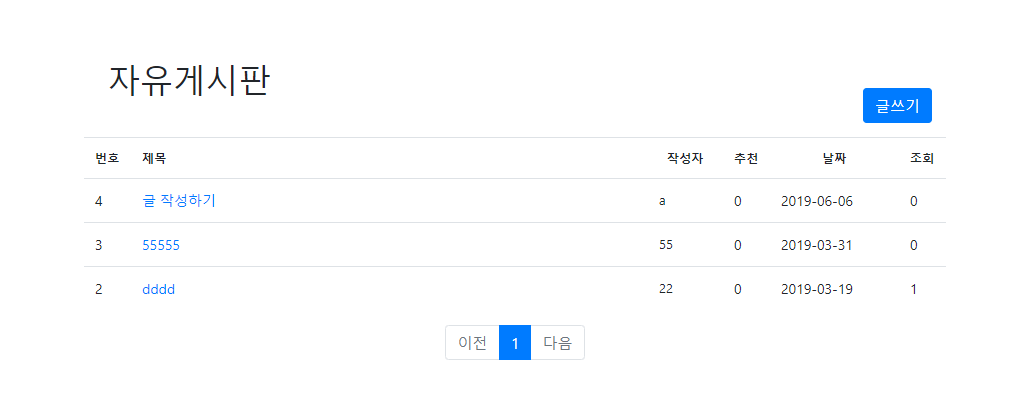 자유게시판
글쓰기
번호 제목 작성자 추천 날짜 조회
4 글 작성하기 a 0 2019-06-06 0
3 55555 55 0 2019-03-31 0
2 dddd 22 0 2019-03-19 1
이전 1 다음